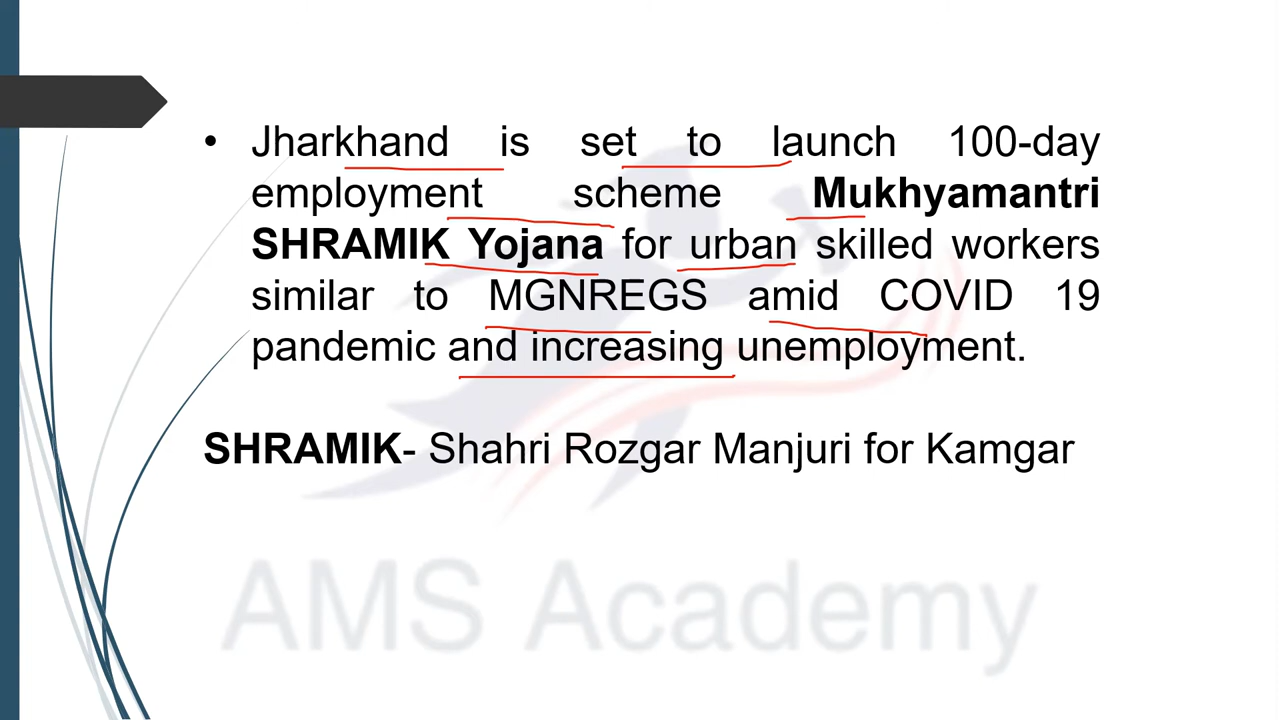 • Jharkhand is set to launch 100-day
employment scheme Mukhyamantri
SHRAMIK Yojana for urban skilled workers
similar to MGNREGS amid COVID 19
pandemic and increasing unemployment.
SHRAMIK- Shahri Rozgar Manjuri for Kamgar
AMS Academy